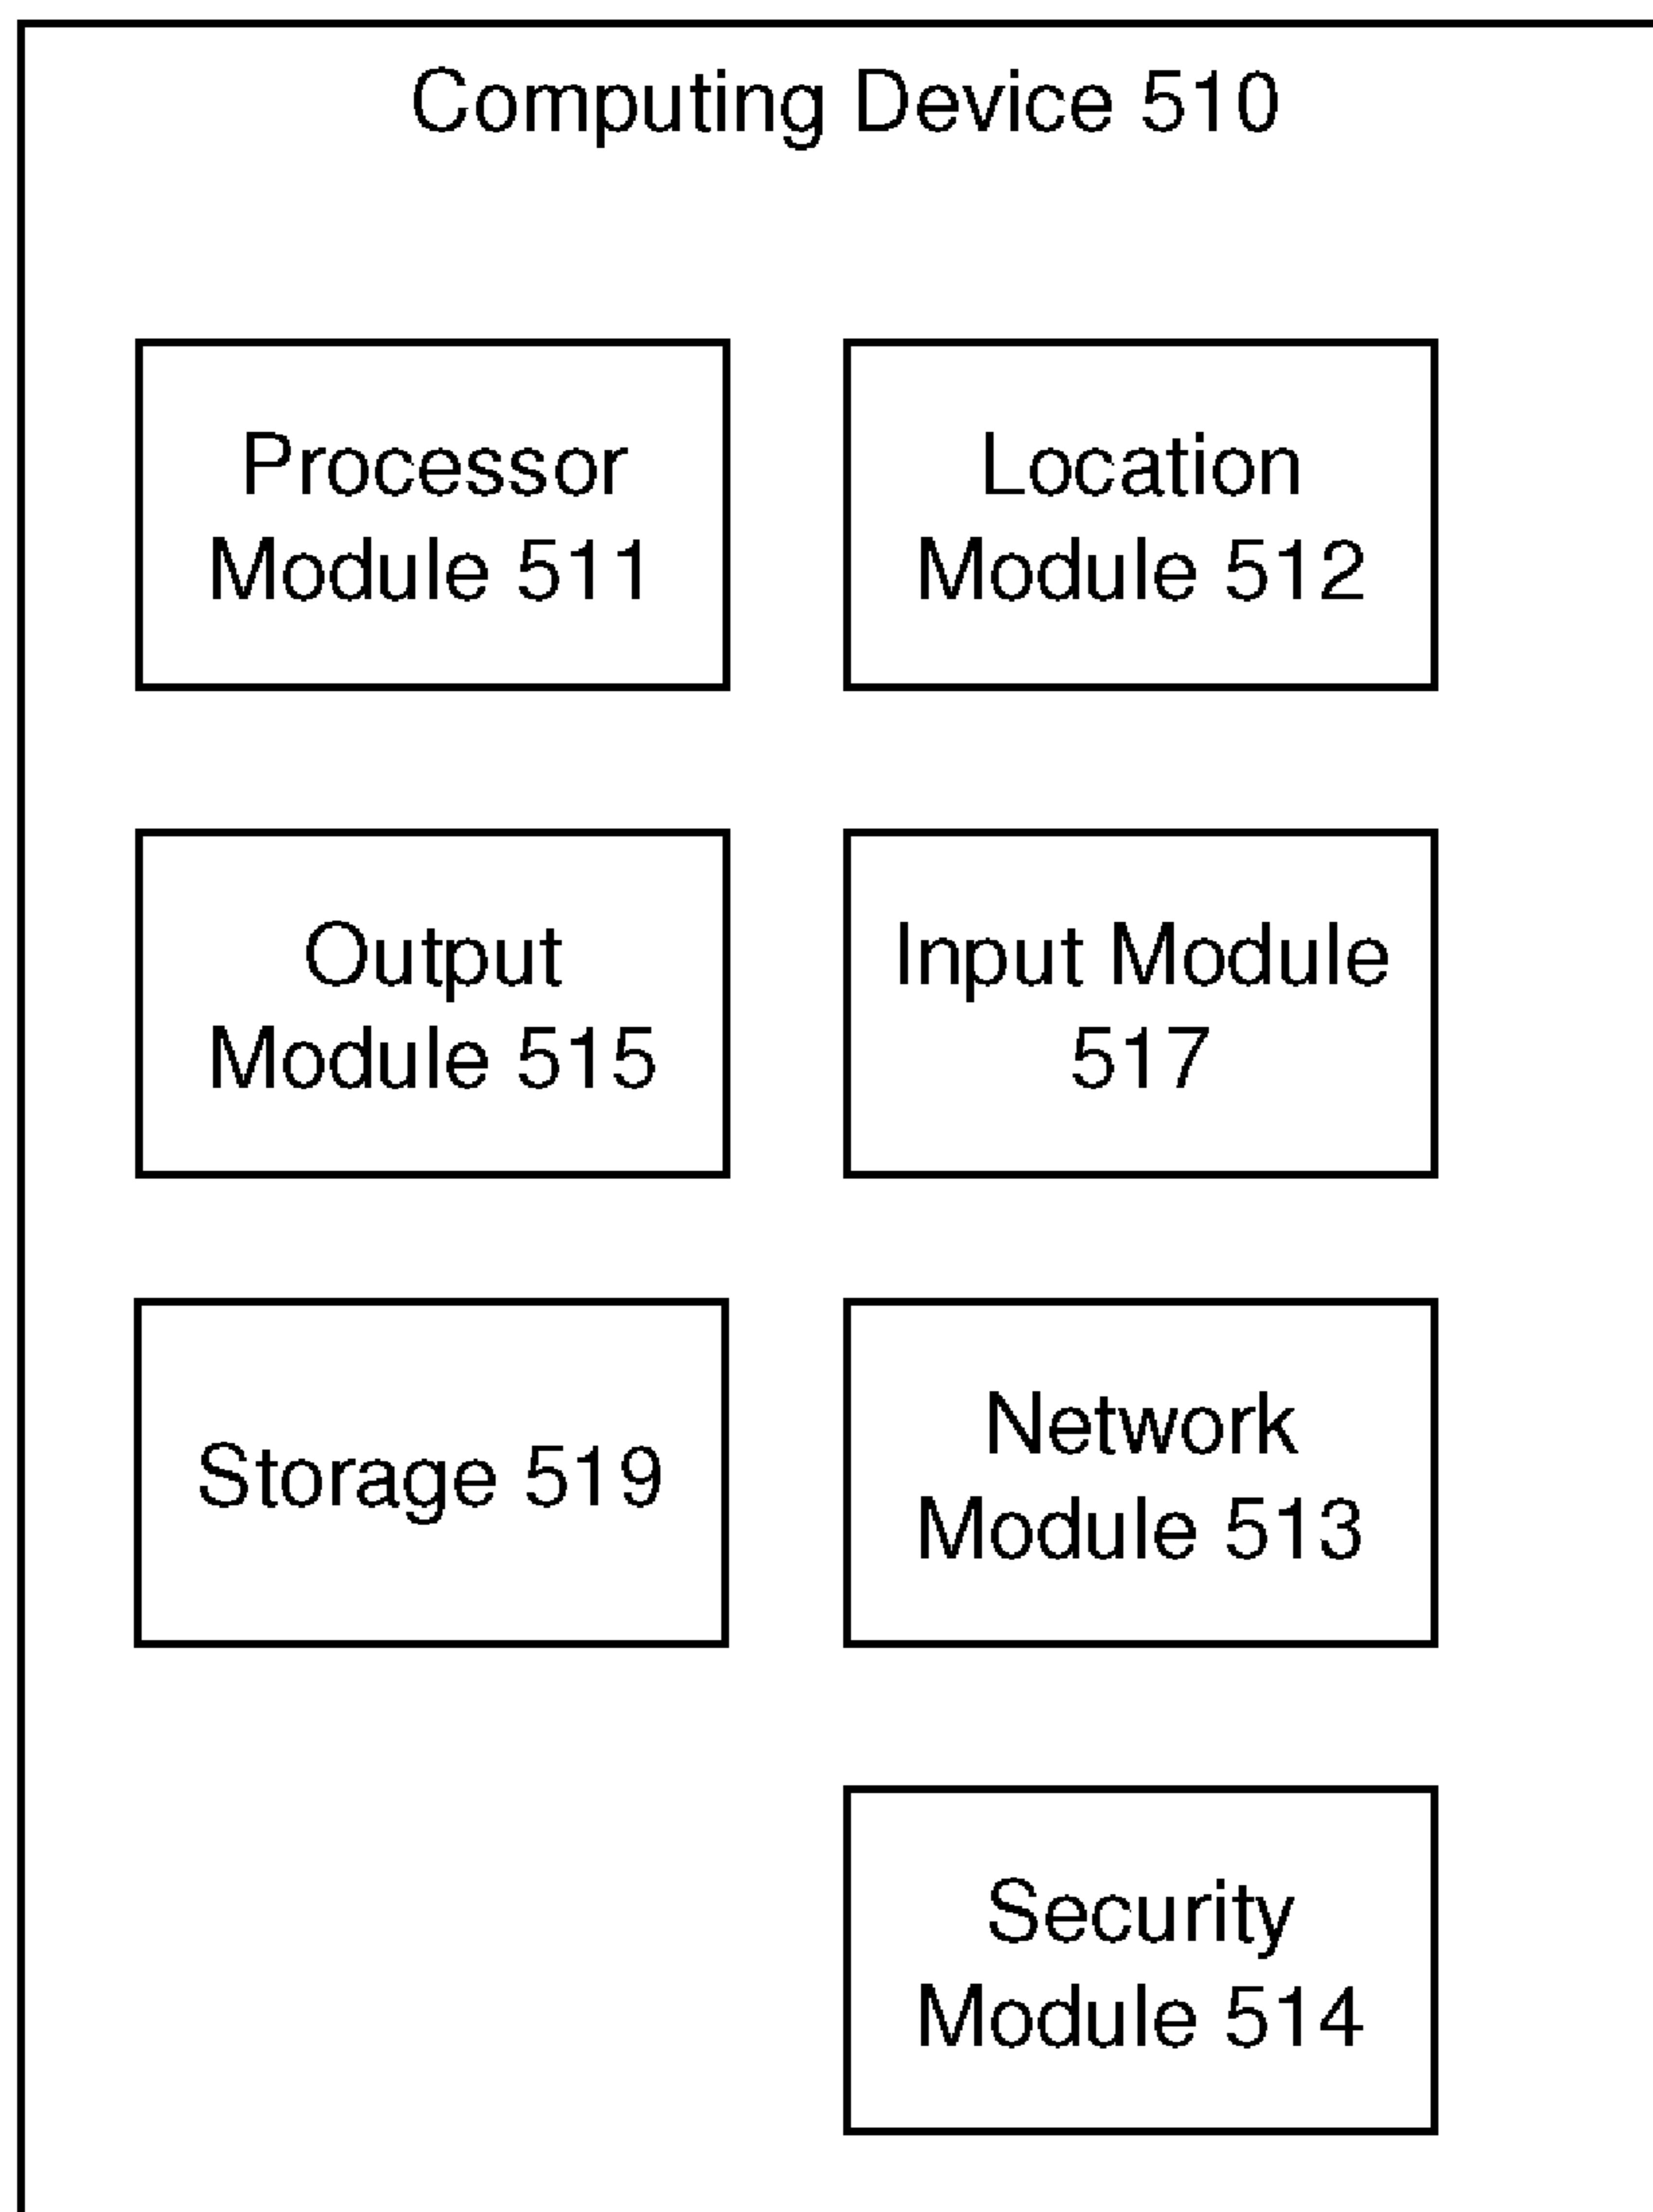 Computing Device 510
Processor
Module 511
Location
Module 512
Output
Module 515
Input Module
517
Storage 519
Network
Module 513
Security
Module 514